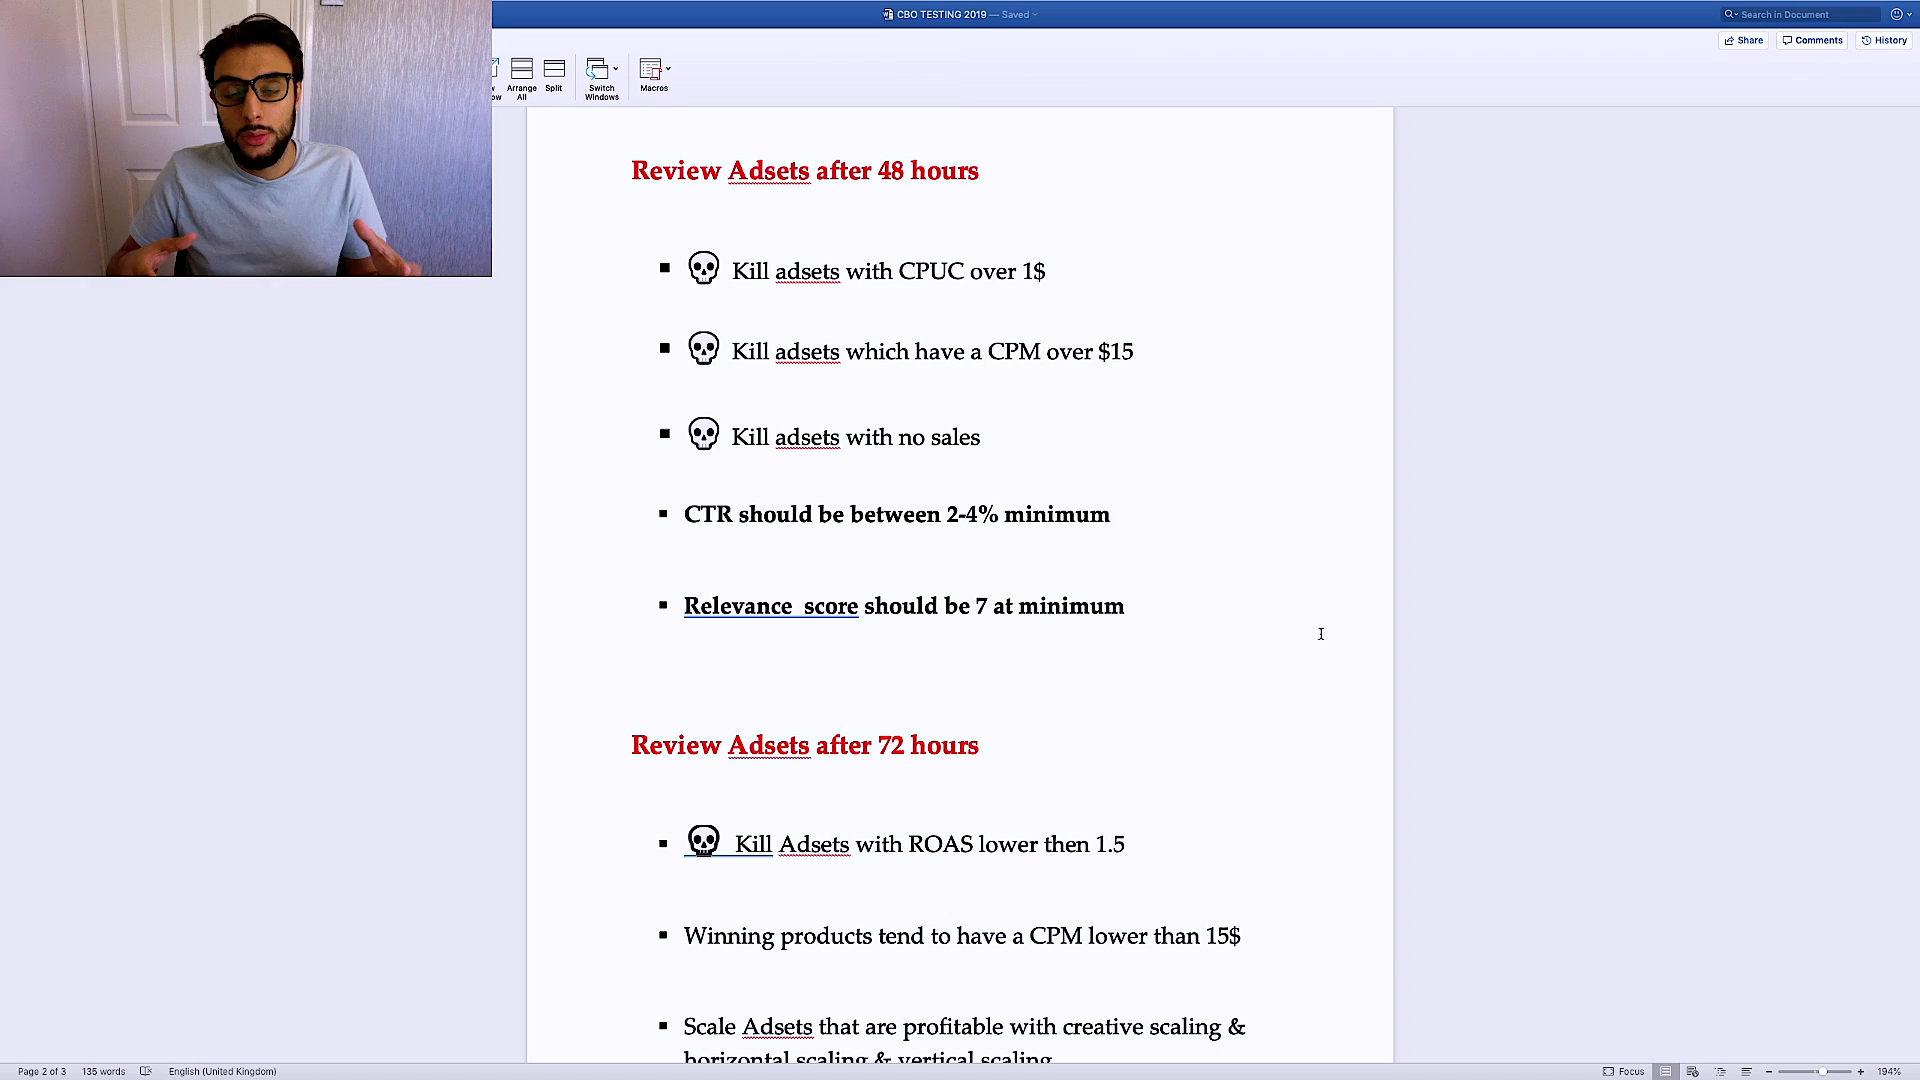 CBO TESTING 2019 — Saved
Search in Document
Share
Comments
History
Arrange All
Split
Switch Windows
Macros
Review Adsets after 48 hours
Kill adsets with CPUC over 1$
Kill adsets which have a CPM over $15
Kill adsets with no sales
CTR should be between 2-4% minimum
Relevance score should be 7 at minimum
Review Adsets after 72 hours
Kill Adsets with ROAS lower then 1.5
Winning products tend to have a CPM lower than 15$
Scale Adsets that are profitable with creative scaling &
horizontal scaling & vertical scaling
Page 2 of 3
135 words
English (United Kingdom)
Focus
194%